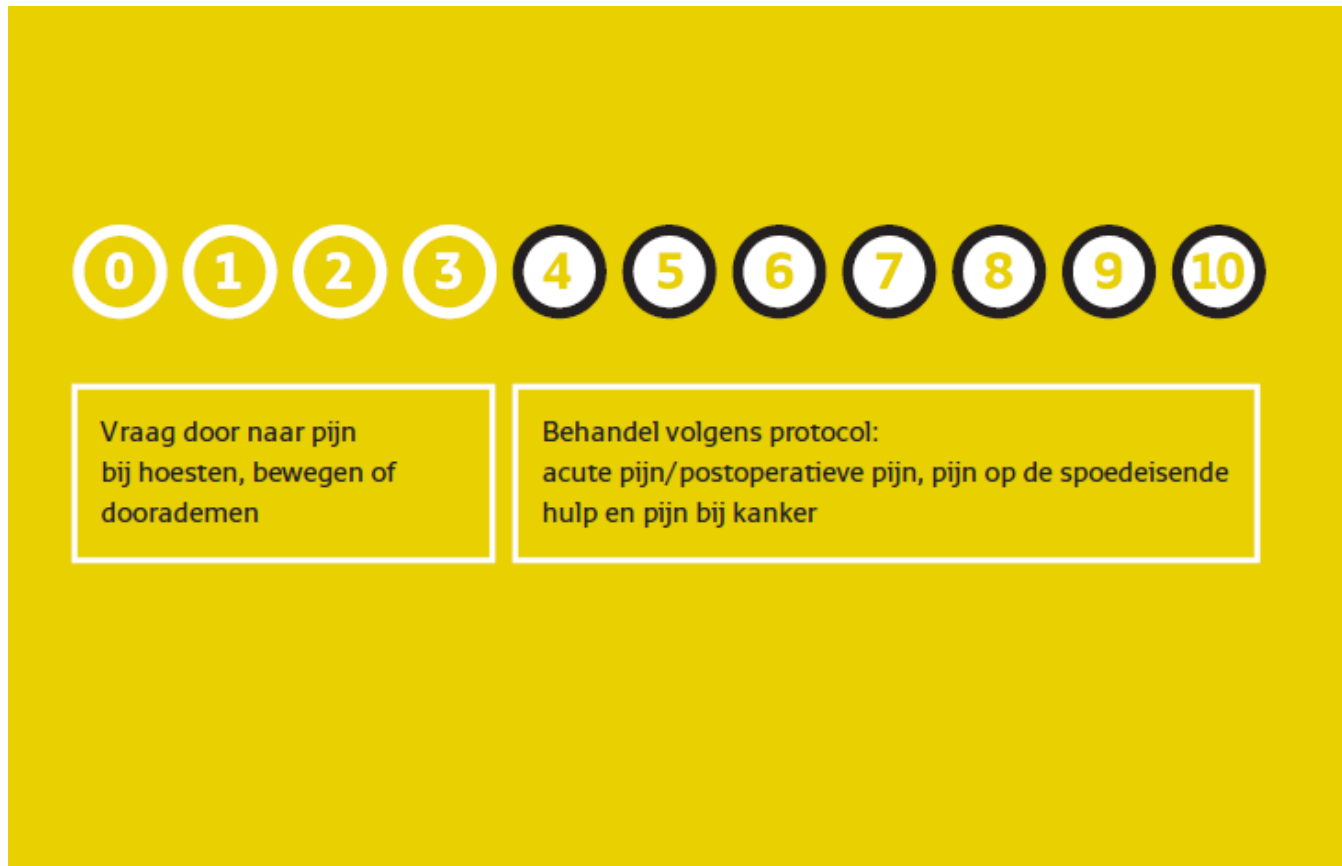 0 1 2 3 4 5 6 7 8 9 10
Vraag door naar pijn
bij hoesten, bewegen of
doorademen
Behandel volgens protocol:
acute pijn/postoperatieve pijn, pijn op de spoedeisende
hulp en pijn bij kanker